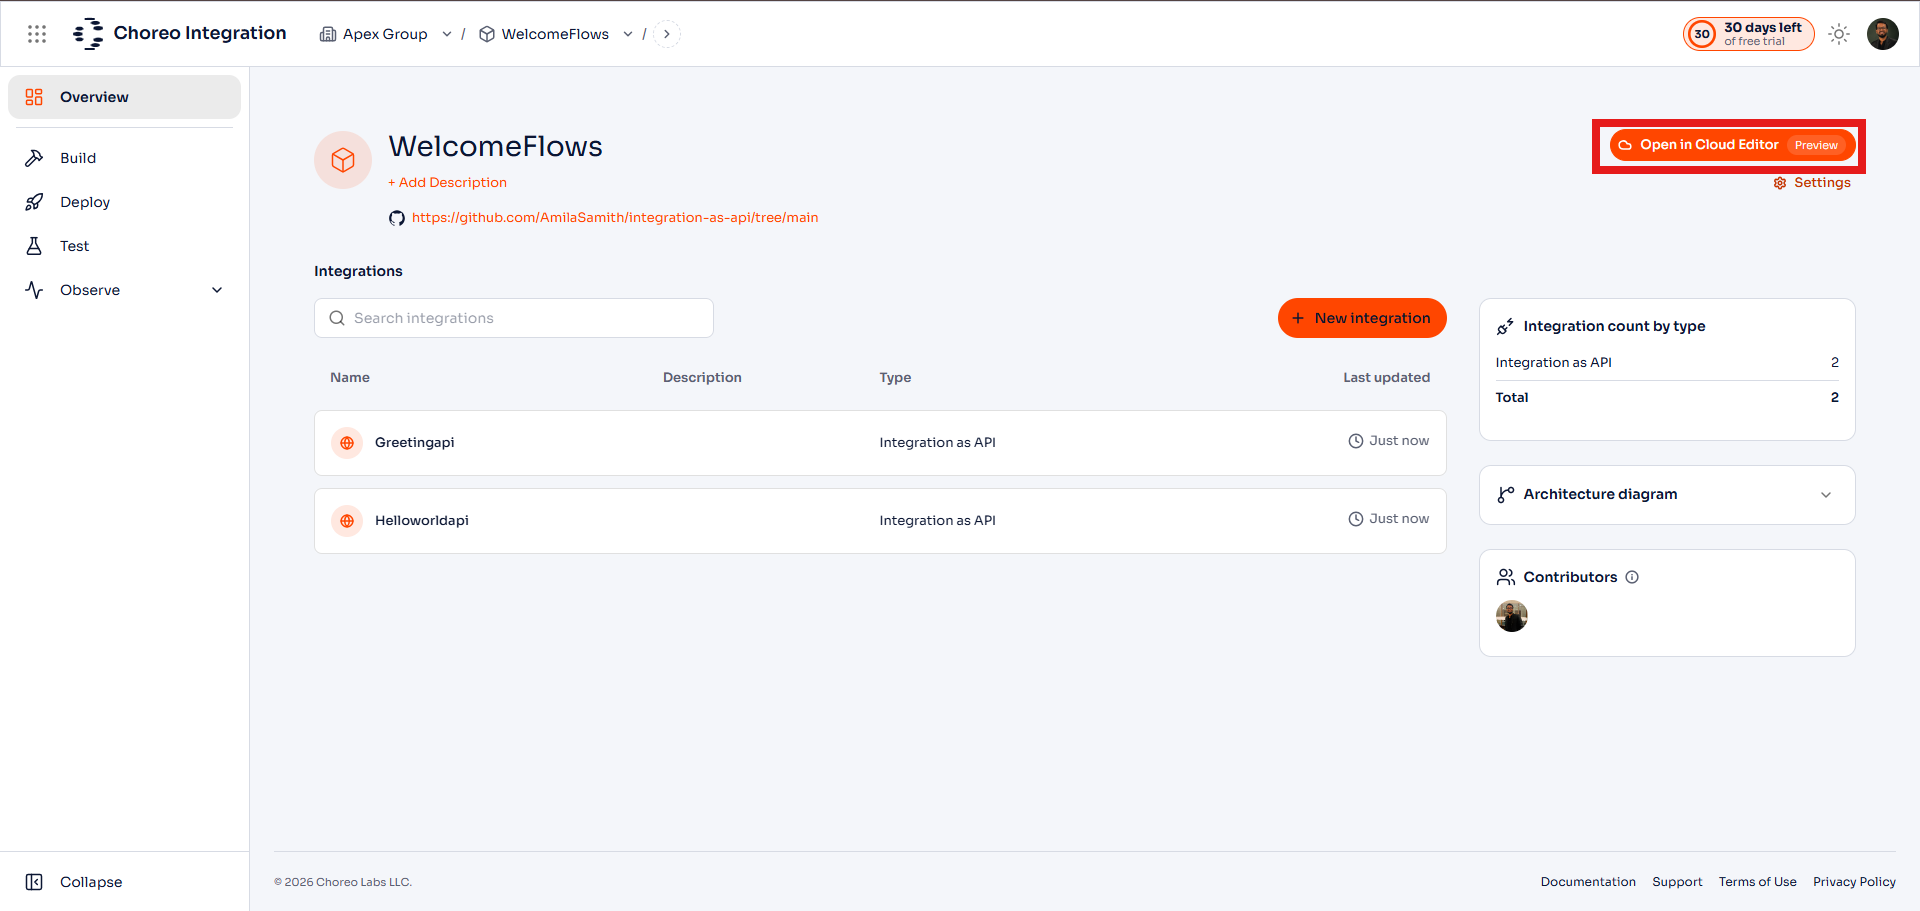 Choreo Integration
Apex Group / WelcomeFlows /
30
30 days left
of free trial
Overview
Build
Deploy
Test
Observe
Collapse
WelcomeFlows
+ Add Description
https://github.com/AmilaSamith/integration-as-api/tree/main
Open in Cloud Editor Preview
Settings
Integrations
Search integrations
+ New integration
Name Description Type Last updated
Greetingapi Integration as API Just now
Helloworldapi Integration as API Just now
Integration count by type
Integration as API 2
Total 2
Architecture diagram
Contributors
© 2026 Choreo Labs LLC.
Documentation Support Terms of Use Privacy Policy